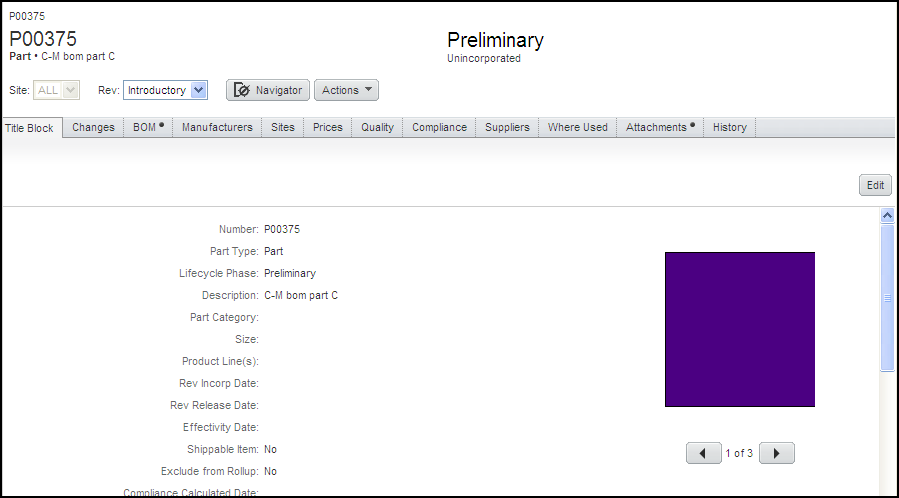 P00375
P00375
Part • C-M bom part C
Preliminary
Unincorporated
Site: ALL Rev: Introductory Navigator Actions
Title Block Changes BOM Manufacturers Sites Prices Quality Compliance Suppliers Where Used Attachments History
Edit
Number: P00375
Part Type: Part
Lifecycle Phase: Preliminary
Description: C-M bom part C
Part Category:
Size:
Product Line(s):
Rev Incorp Date:
Rev Release Date:
Effectivity Date:
Shippable Item: No
Exclude from Rollup: No
Compliance Calculated Date:
1 of 3